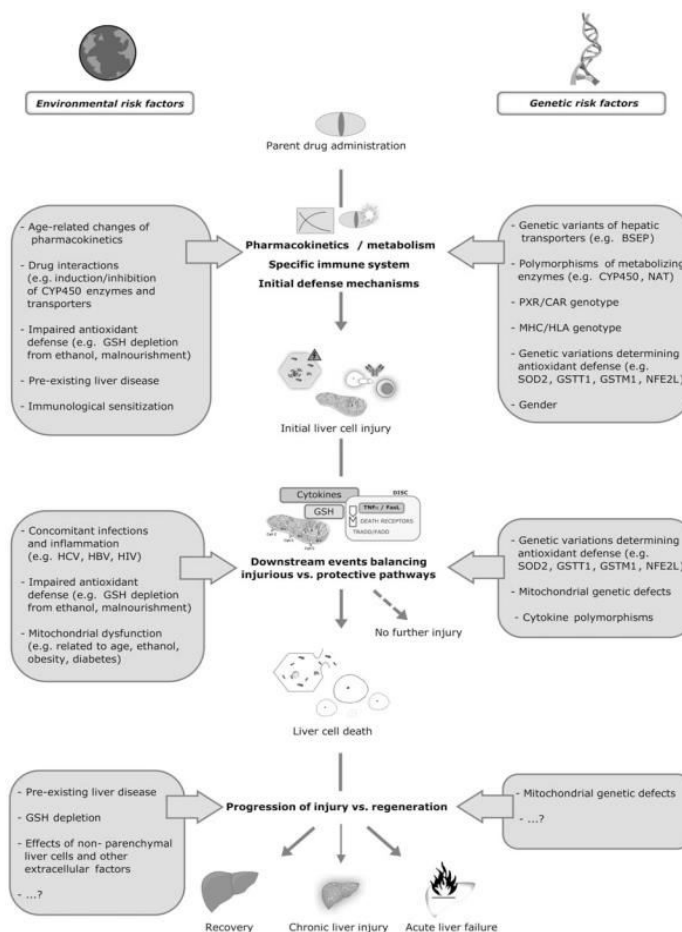 Environmental risk factors
Genetic risk factors
Parent drug administration
- Age-related changes of
pharmacokinetics
- Drug interactions
(e.g. induction/inhibition
of CYP450 enzymes and
transporters
- Impaired antioxidant
defense (e.g. GSH depletion
from ethanol, malnourishment)
- Pre-existing liver disease
- Immunological sensitization
Pharmacokinetics / metabolism
Specific immune system
Initial defense mechanisms
- Genetic variants of hepatic
transporters (e.g. BSEP)
- Polymorphisms of metabolizing
enzymes (e.g. CYP450, NAT)
- PXR/CAR genotype
- MHC/HLA genotype
- Genetic variations determining
antioxidant defense (e.g.
SOD2, GSTT1, GSTM1, NFE2L)
- Gender
Initial liver cell injury
Cytokines
GSH
DISC
TNFα / FasL
DEATH RECEPTORS
TRADD/FADD
- Concomitant infections
and inflammation
(e.g. HCV, HBV, HIV)
- Impaired antioxidant
defense (e.g. GSH depletion
from ethanol, malnourishment)
- Mitochondrial dysfunction
(e.g. related to age, ethanol,
obesity, diabetes)
Downstream events balancing
injurious vs. protective pathways
- Genetic variations determining
antioxidant defense (e.g.
SOD2, GSTT1, GSTM1, NFE2L)
- Mitochondrial genetic defects
- Cytokine polymorphisms
No further injury
Liver cell death
- Pre-existing liver disease
- GSH depletion
- Effects of non- parenchymal
liver cells and other
extracellular factors
- ...?
Progression of injury vs. regeneration
- Mitochondrial genetic defects
- ...?
Recovery
Chronic liver injury
Acute liver failure